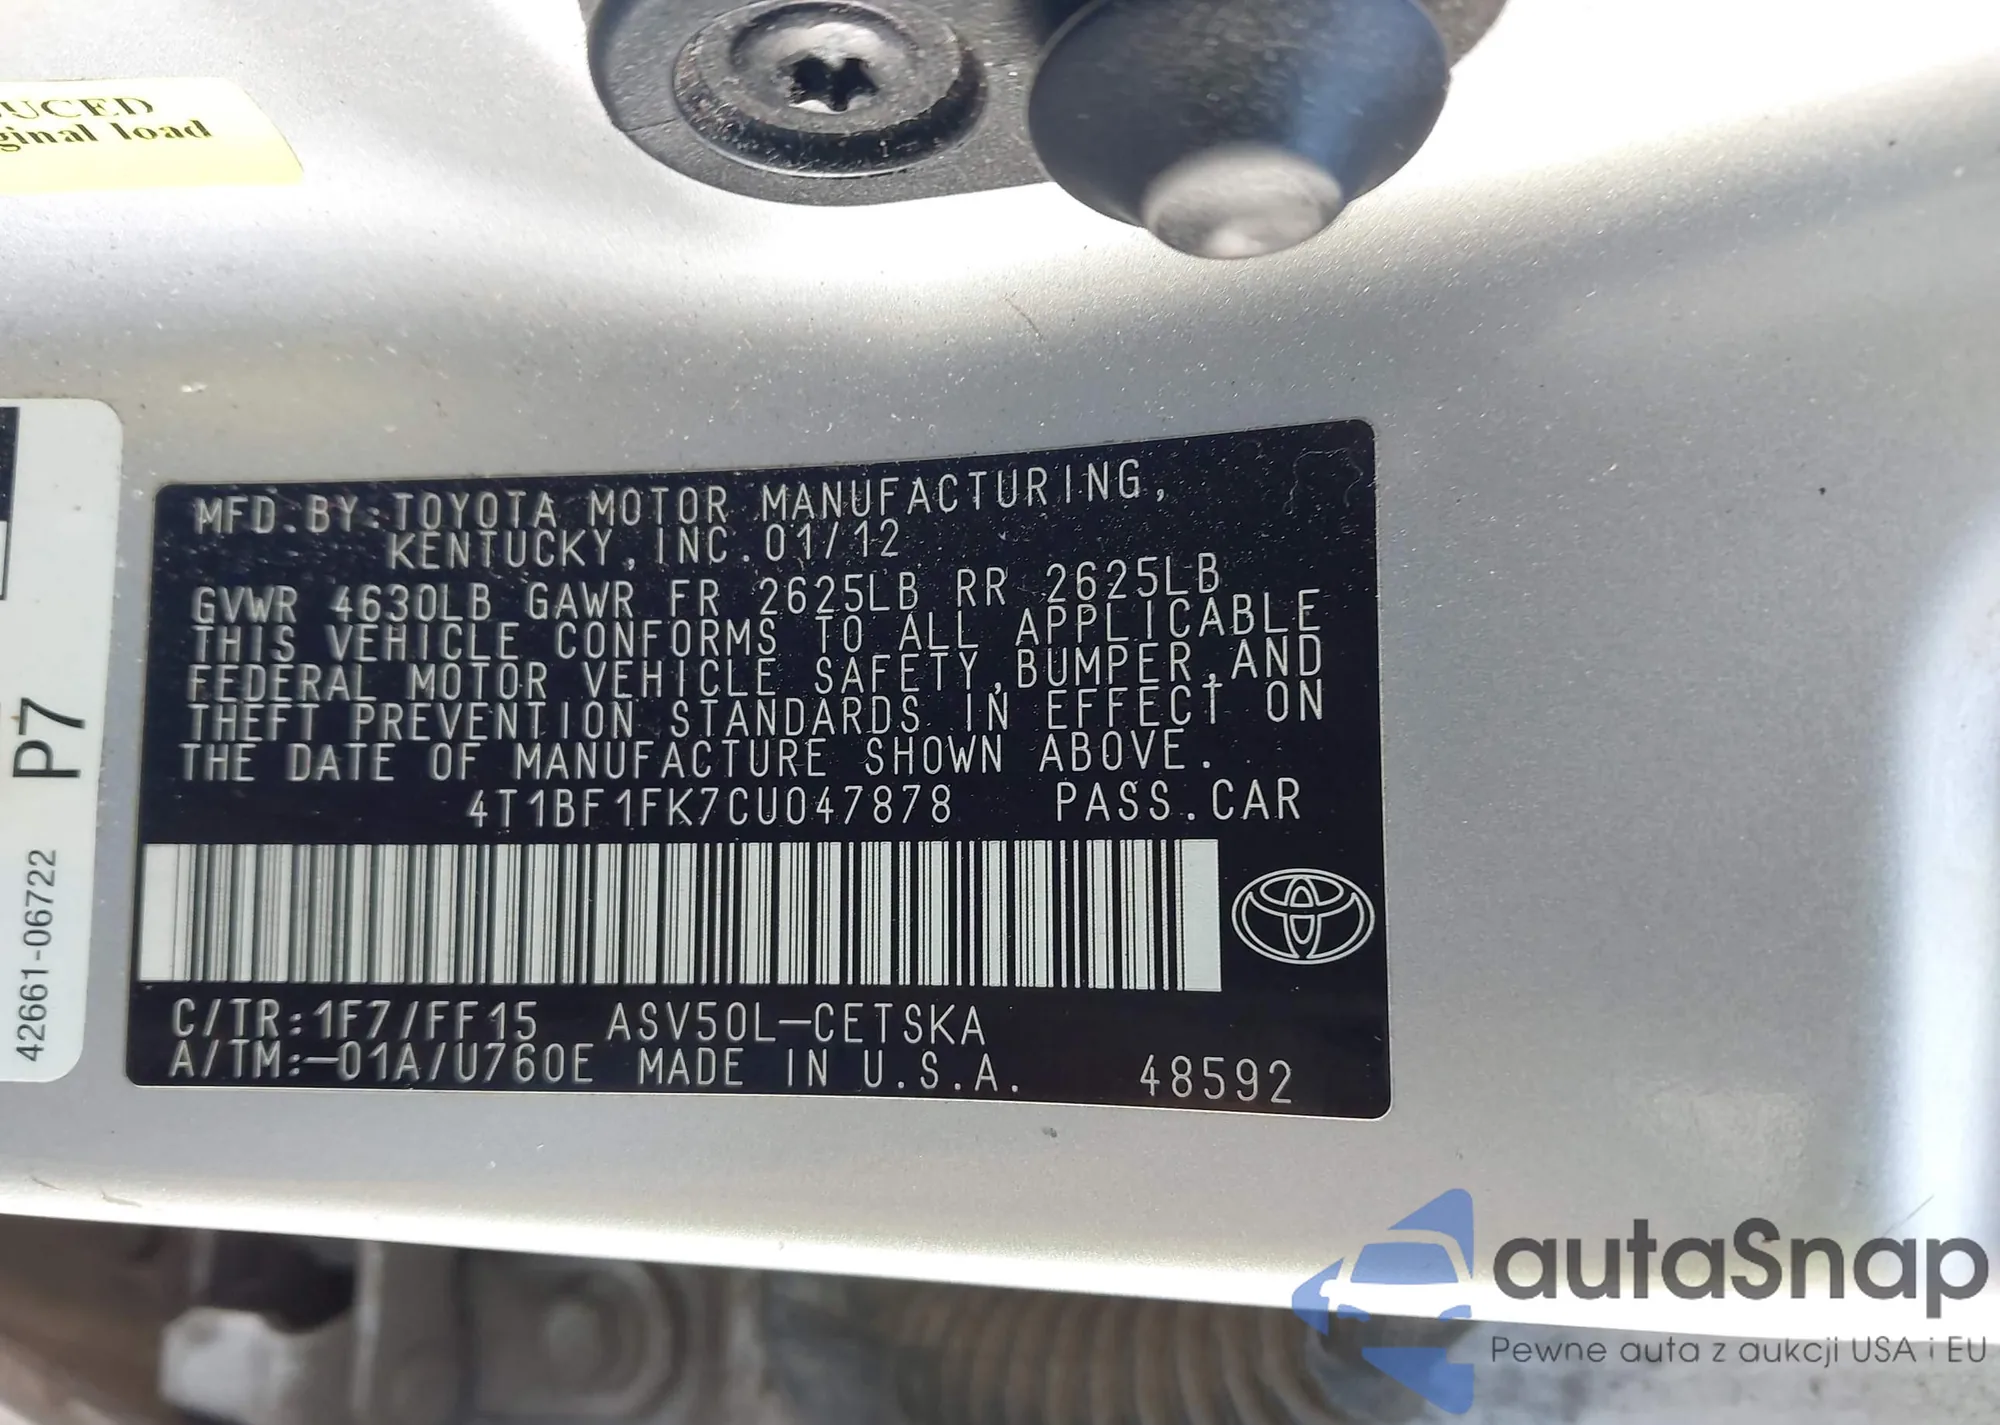 UCED
ginal load
P7
42661-06722
MFD.BY:TOYOTA MOTOR MANUFACTURING,
KENTUCKY,INC.01/12
GVWR 4630LB GAWR FR 2625LB RR 2625LB
THIS VEHICLE CONFORMS TO ALL APPLICABLE
FEDERAL MOTOR VEHICLE SAFETY,BUMPER,AND
THEFT PREVENTION STANDARDS IN EFFECT ON
THE DATE OF MANUFACTURE SHOWN ABOVE.
4T1BF1FK7CU047878 PASS.CAR
C/TR:1F7/FF15 ASV50L-CETSKA
A/TM:-01A/U760E MADE IN U.S.A. 48592
autaSnap
Pewne auta z aukcji USA i EU